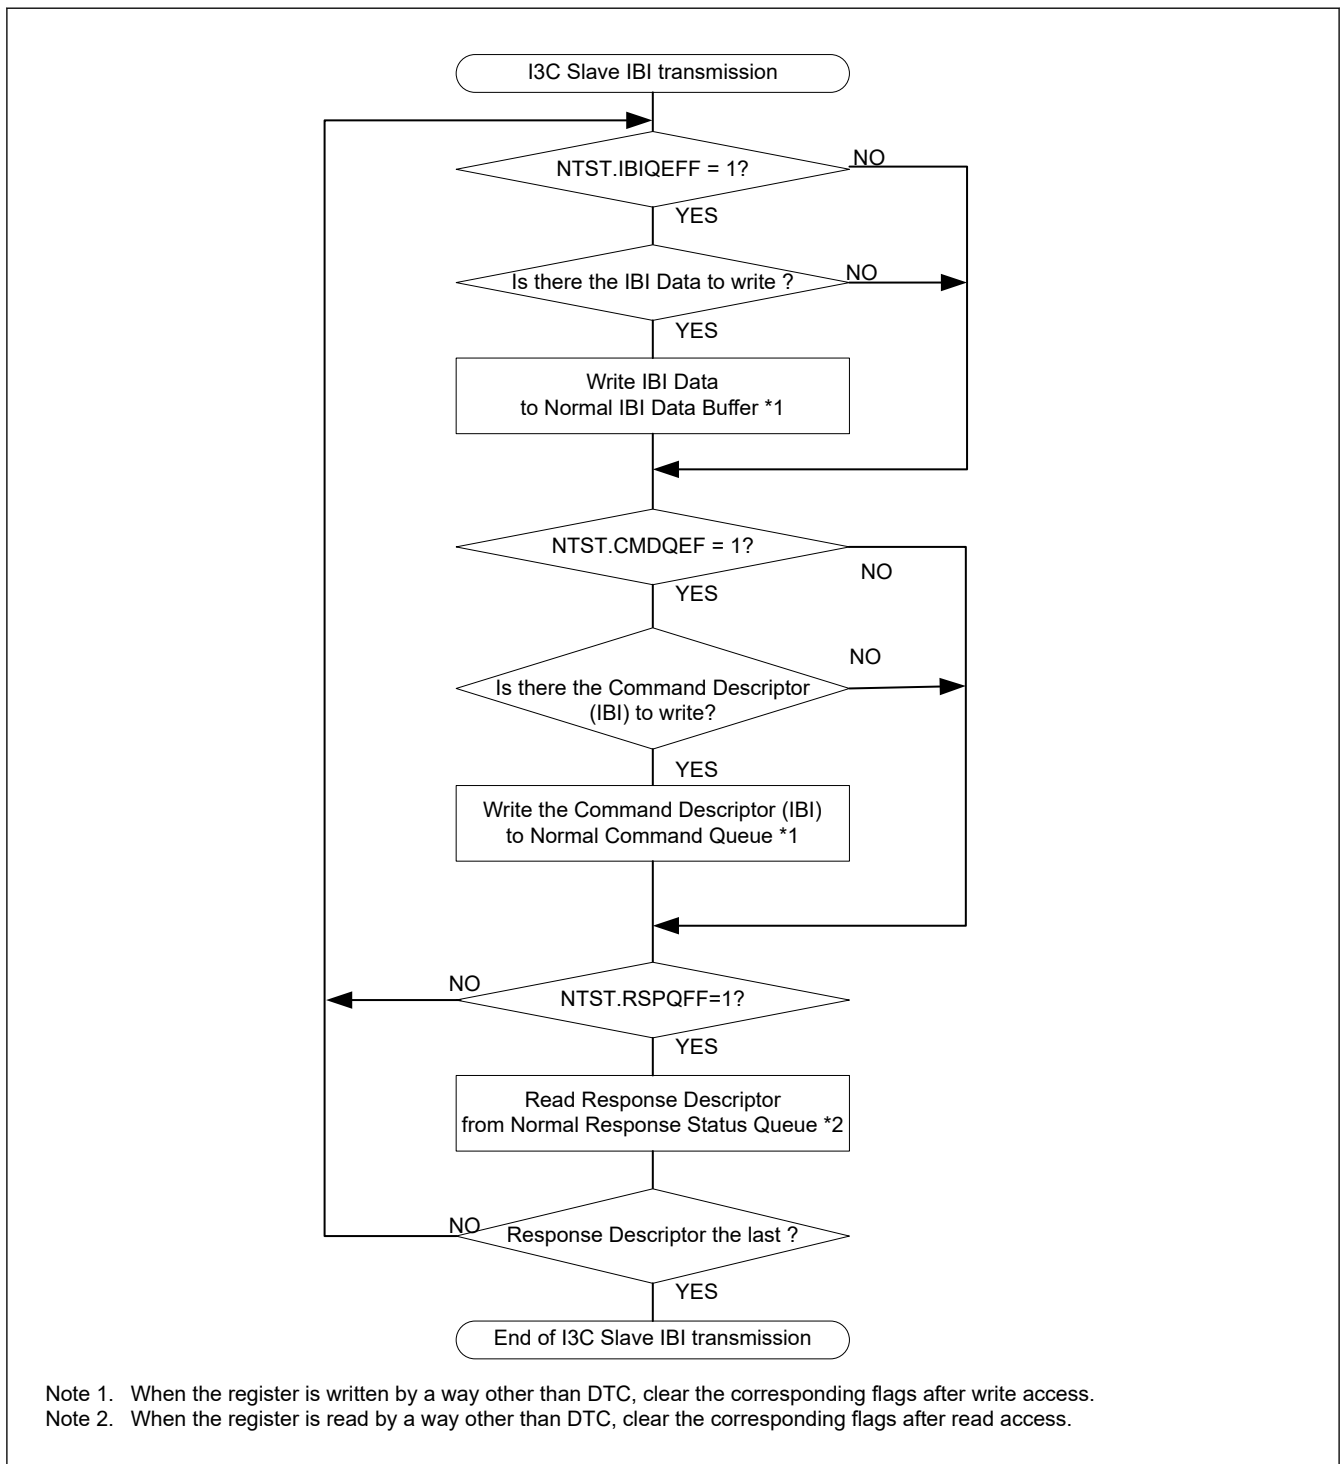 I3C Slave IBI transmission
NTST.IBIQEFF = 1?
NO
YES
Is there the IBI Data to write ?
NO
YES
Write IBI Data
to Normal IBI Data Buffer *1
NTST.CMDQEF = 1?
NO
YES
NO
Is there the Command Descriptor
(IBI) to write?
YES
Write the Command Descriptor (IBI)
to Normal Command Queue *1
NO
NTST.RSPQFF=1?
YES
Read Response Descriptor
from Normal Response Status Queue *2
NO
Response Descriptor the last ?
YES
End of I3C Slave IBI transmission
Note 1. When the register is written by a way other than DTC, clear the corresponding flags after write access.
Note 2. When the register is read by a way other than DTC, clear the corresponding flags after read access.